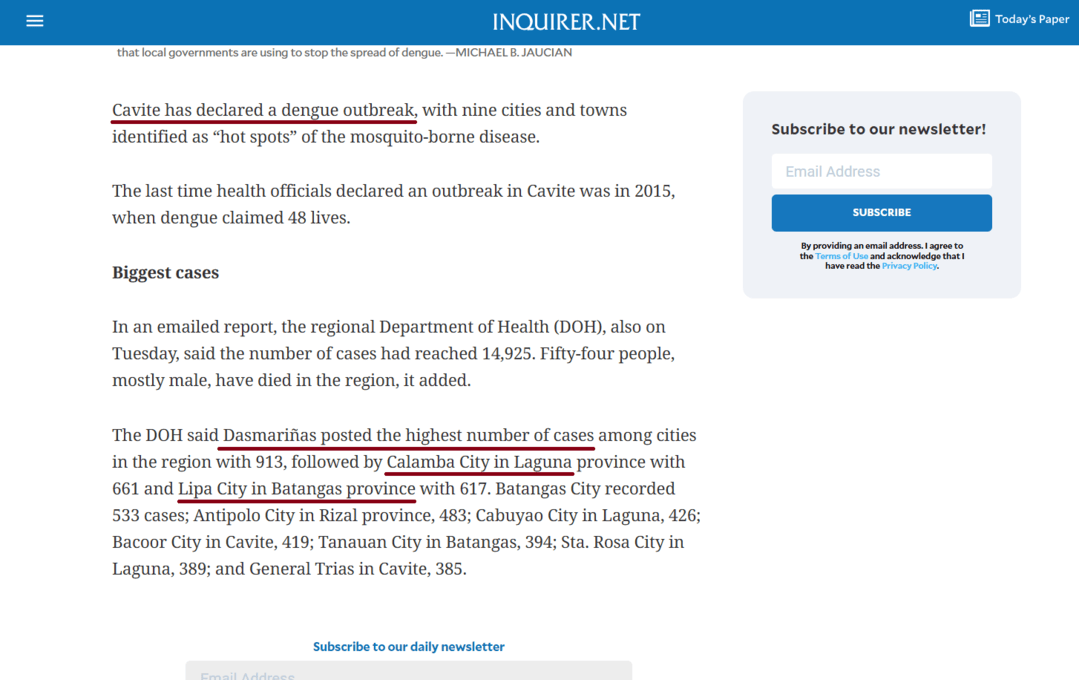 INQUIRER.NET
Today's Paper
that local governments are using to stop the spread of dengue. —MICHAEL B. JAUCIAN
Cavite has declared a dengue outbreak, with nine cities and towns
identified as “hot spots” of the mosquito-borne disease.
The last time health officials declared an outbreak in Cavite was in 2015,
when dengue claimed 48 lives.
Biggest cases
In an emailed report, the regional Department of Health (DOH), also on
Tuesday, said the number of cases had reached 14,925. Fifty-four people,
mostly male, have died in the region, it added.
The DOH said Dasmariñas posted the highest number of cases among cities
in the region with 913, followed by Calamba City in Laguna province with
661 and Lipa City in Batangas province with 617. Batangas City recorded
533 cases; Antipolo City in Rizal province, 483; Cabuyao City in Laguna, 426;
Bacoor City in Cavite, 419; Tanauan City in Batangas, 394; Sta. Rosa City in
Laguna, 389; and General Trias in Cavite, 385.
Subscribe to our daily newsletter
Email Address
Subscribe to our newsletter!
Email Address
SUBSCRIBE
By providing an email address. I agree to
the Terms of Use and acknowledge that I
have read the Privacy Policy.